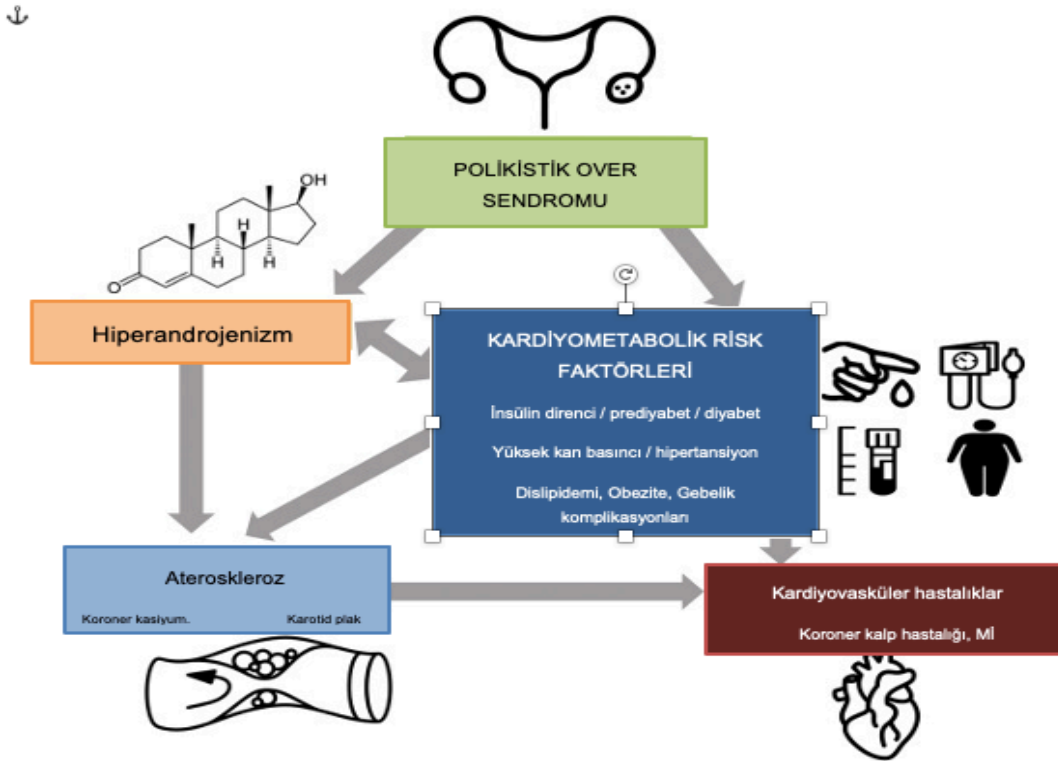 POLİKİSTİK OVER
SENDROMU
OH
H
H
H
O
Hiperandrojenizm
KARDİYOMETABOLİK RİSK
FAKTÖRLERİ
İnsülin direnci / prediyabet / diyabet
Yüksek kan basıncı / hipertansiyon
Dislipidemi, Obezite, Gebelik
komplikasyonları
Ateroskleroz
Koroner kasiyum. Karotid plak
Kardiyovasküler hastalıklar
Koroner kalp hastalığı, Mİ